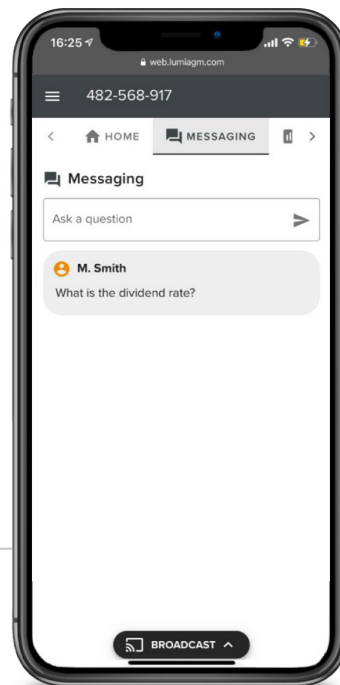 16:25
web.lumiagm.com
482-568-917
HOME
MESSAGING
Messaging
Ask a question
M. Smith
What is the dividend rate?
BROADCAST